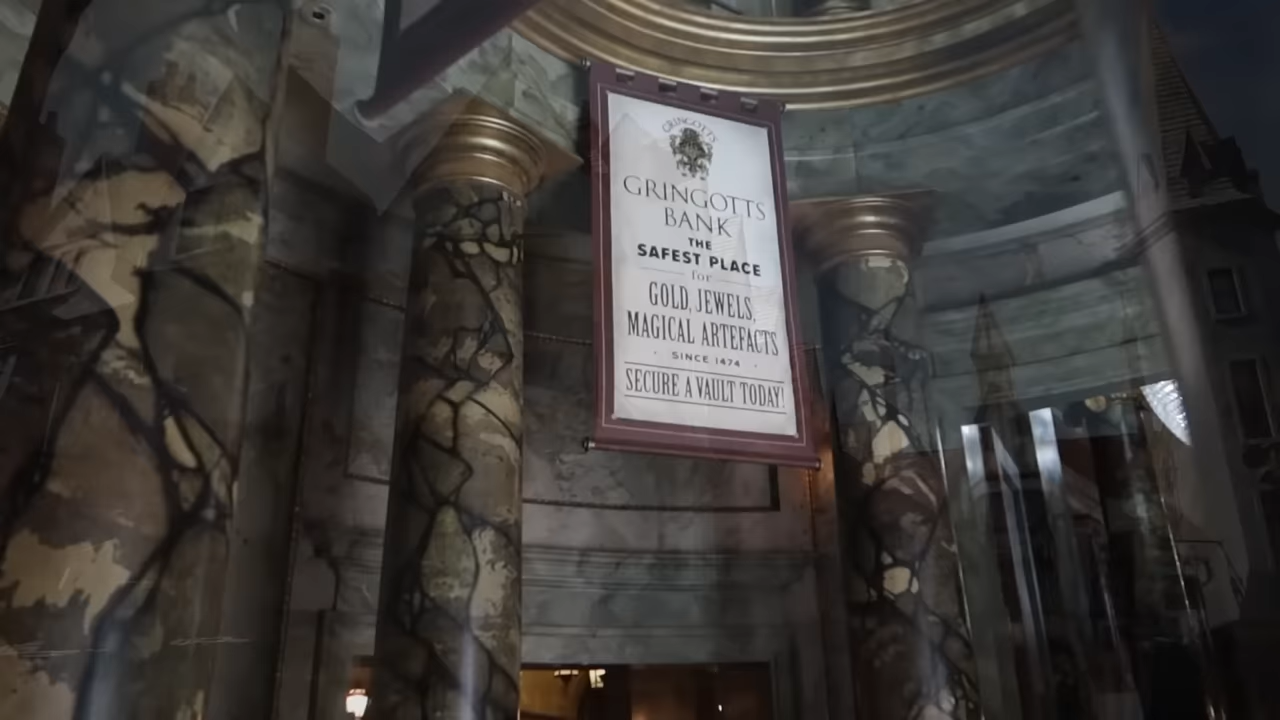 GRINGOTTS
GRINGOTTS
BANK
THE
SAFEST PLACE
for
GOLD, JEWELS,
MAGICAL ARTEFACTS
SINCE 1474
SECURE A VAULT TODAY!